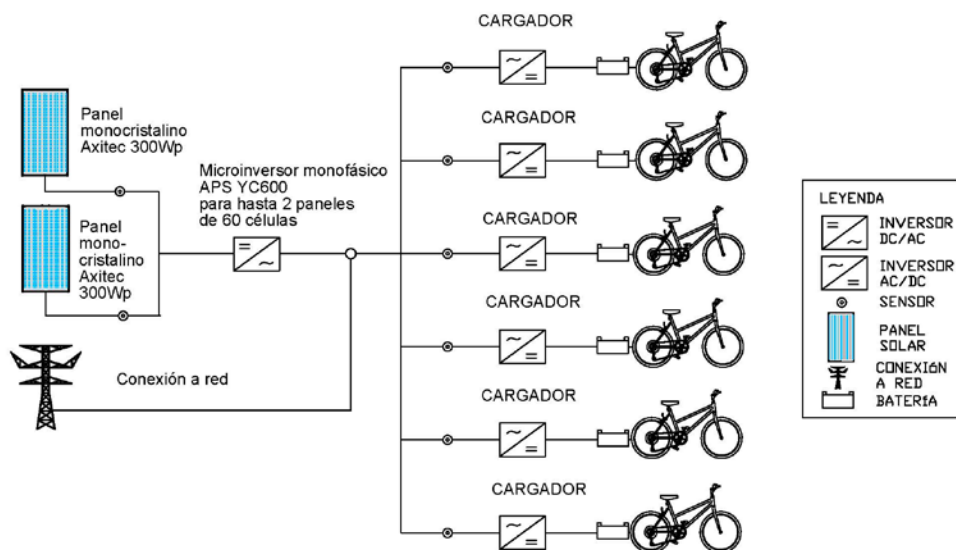 CARGADOR
CARGADOR
CARGADOR
CARGADOR
CARGADOR
CARGADOR
Panel
monocristalino
Axitec 300Wp
Panel
mono-
cristalino
Axitec
300Wp
Microinversor monofásico
APS YC600
para hasta 2 paneles
de 60 células
Conexión a red
LEYENDA
INVERSOR
DC/AC
INVERSOR
AC/DC
SENSOR
PANEL
SOLAR
CONEXIÓN
A RED
BATERÍA